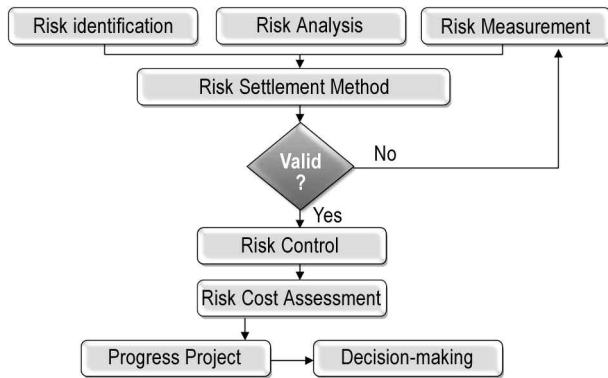 Risk identification
Risk Analysis
Risk Measurement
Risk Settlement Method
Valid
?
No
Yes
Risk Control
Risk Cost Assessment
Progress Project
Decision-making